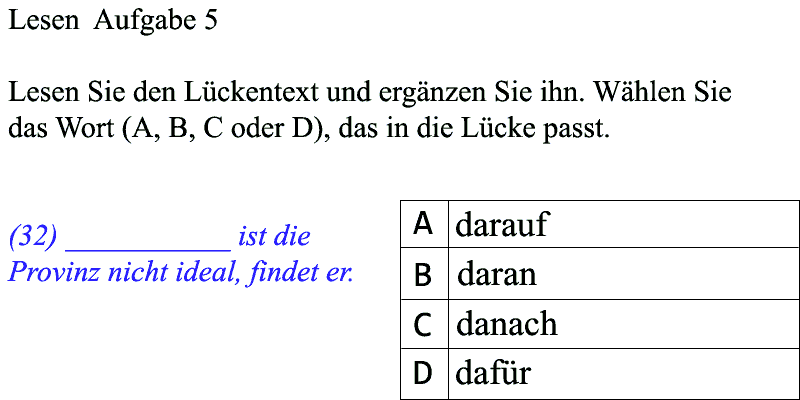 Lesen Aufgabe 5
Lesen Sie den Lückentext und ergänzen Sie ihn. Wählen Sie
das Wort (A, B, C oder D), das in die Lücke passt.
(32) ___________ ist die
Provinz nicht ideal, findet er.
A darauf
B daran
C danach
D dafür